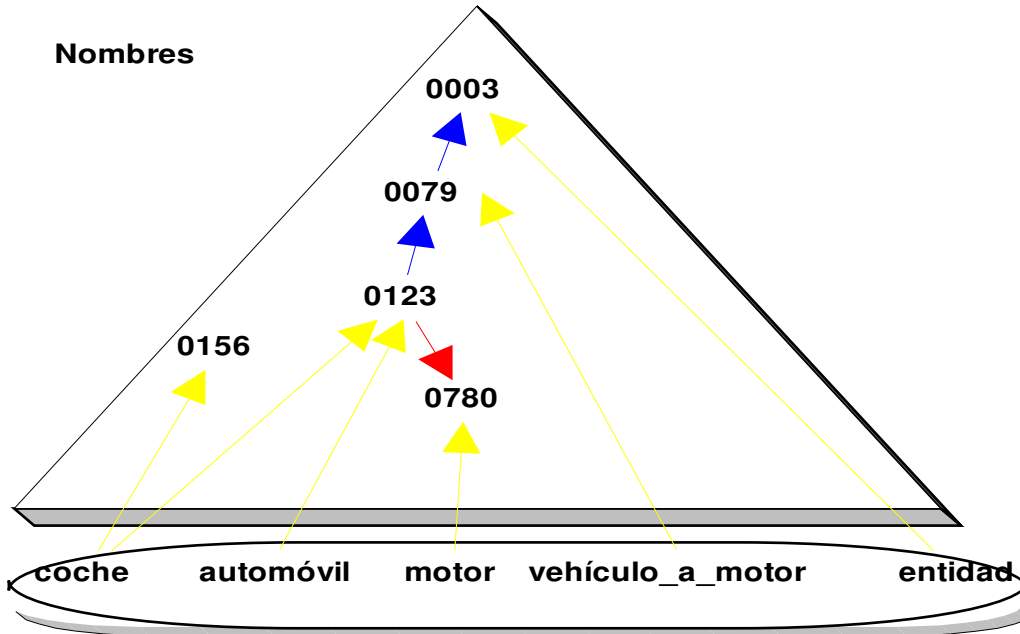 Nombres
0003
0079
0123
0156
0780
coche automóvil motor vehículo_a_motor entidad